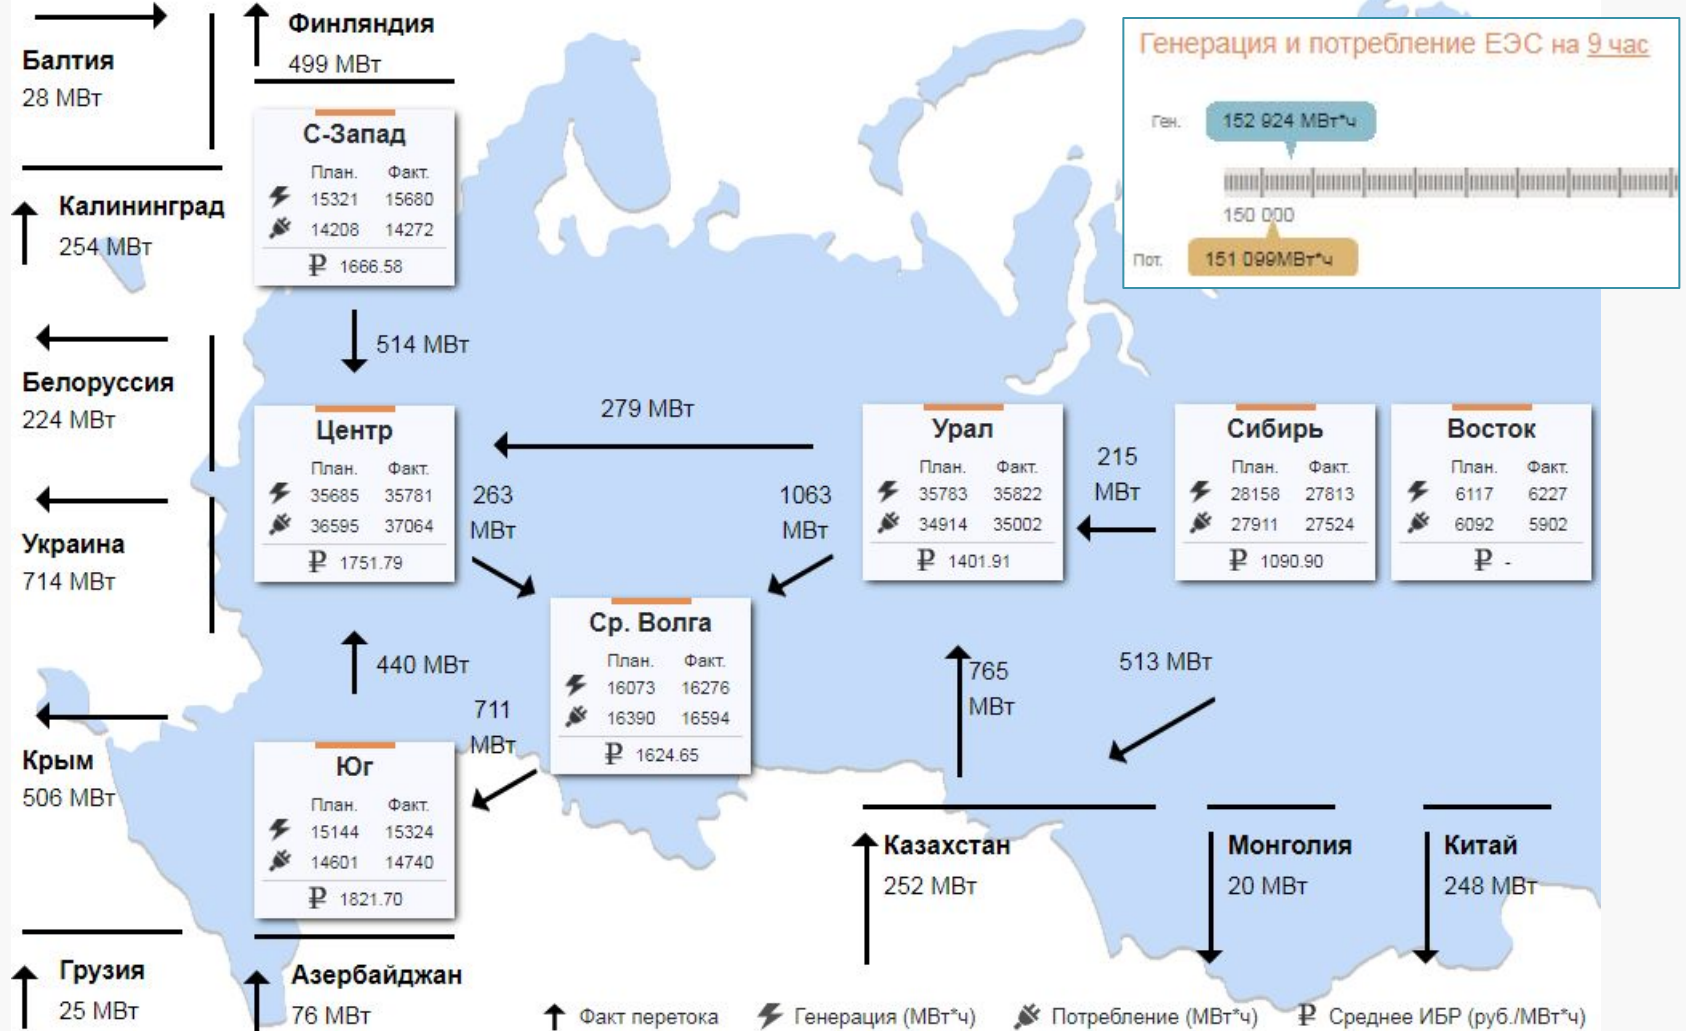 Балтия
28 МВт
Финляндия
499 МВт
Генерация и потребление ЕЭС на 9 час
Ген.
152 924 МВт*ч
150 000
Пот.
151 099МВт*ч
Калининград
254 МВт
С-Запад
План. Факт.
15321 15680
14208 14272
₽ 1666.58
514 МВт
Белоруссия
224 МВт
Украина
714 МВт
Центр
План. Факт.
35685 35781
36595 37064
₽ 1751.79
279 МВт
263
МВт
1063
МВт
Урал
План. Факт.
35783 35822
34914 35002
₽ 1401.91
215
МВт
Сибирь
План. Факт.
28158 27813
27911 27524
₽ 1090.90
Восток
План. Факт.
6117 6227
6092 5902
₽ -
Ср. Волга
План. Факт.
16073 16276
16390 16594
₽ 1624.65
440 МВт
711
МВт
765
МВт
513 МВт
Крым
506 МВт
Юг
План. Факт.
15144 15324
14601 14740
₽ 1821.70
Казахстан
252 МВт
Монголия
20 МВт
Китай
248 МВт
Грузия
25 МВт
Азербайджан
76 МВт
Факт перетока
Генерация (МВт*ч)
Потребление (МВт*ч)
₽ Среднее ИБР (руб./МВт*ч)